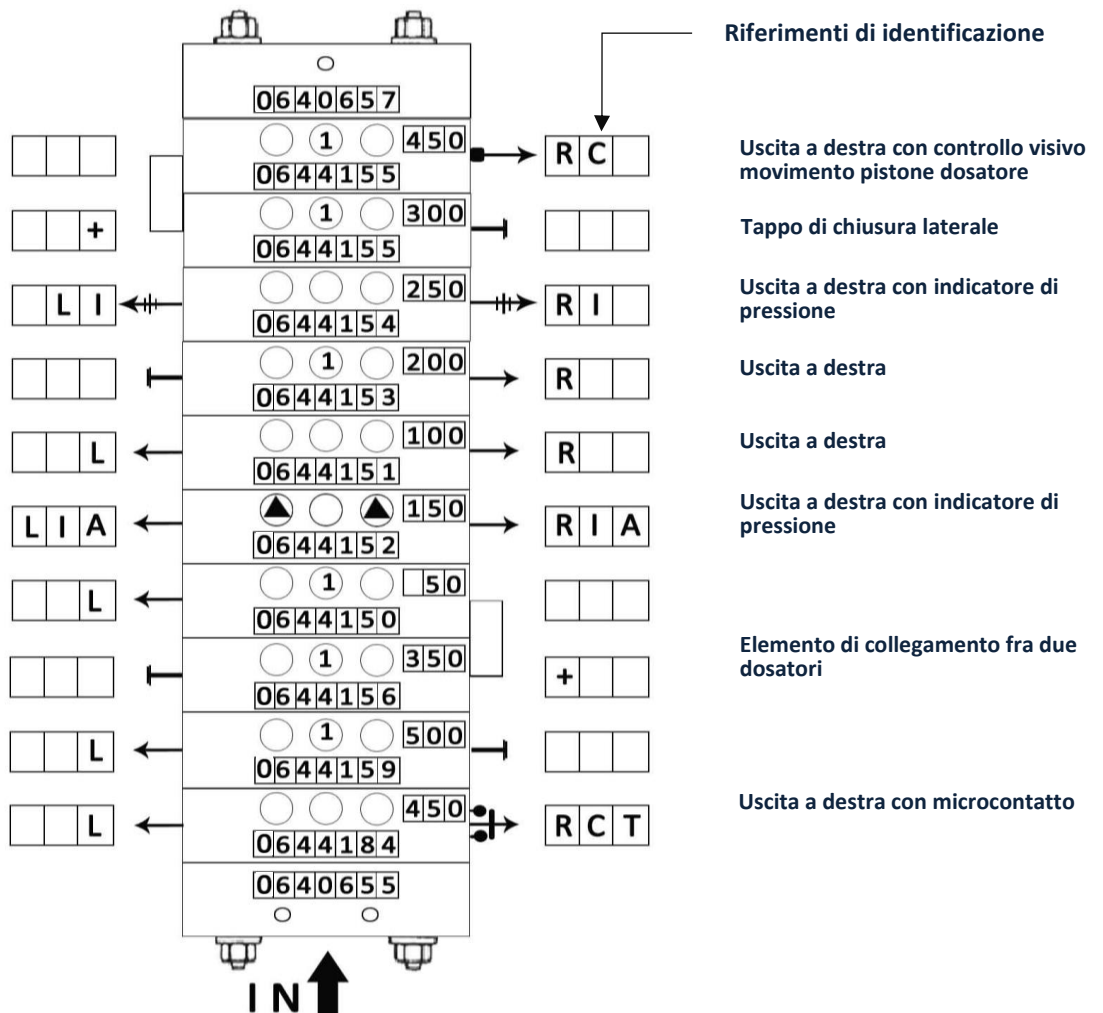 Riferimenti di identificazione
0640657
1 450
0644155
R C
Uscita a destra con controllo visivo
movimento pistone dosatore
+
1 300
0644155
Tappo di chiusura laterale
L I
250
0644154
R I
Uscita a destra con indicatore di
pressione
1 200
0644153
R
Uscita a destra
L
100
0644151
R
Uscita a destra
L I A
150
0644152
R I A
Uscita a destra con indicatore di
pressione
L
1 50
0644150
1 350
0644156
+
Elemento di collegamento fra due
dosatori
L
1 500
0644159
L
450
0644184
R C T
Uscita a destra con microcontatto
0640655
IN